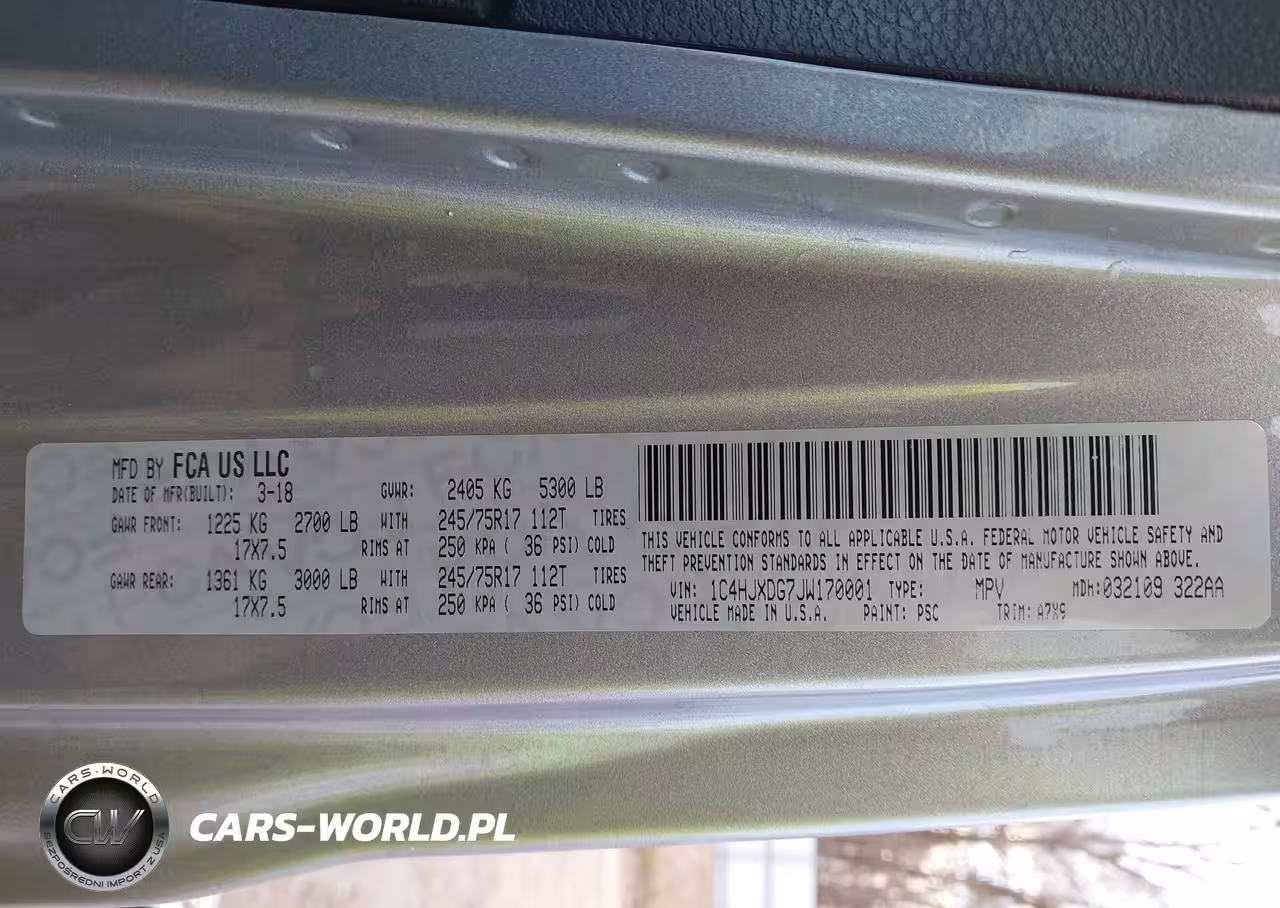 MFD BY FCA US LLC
DATE OF MFR(BUILT): 3-18 GVWR: 2405 KG 5300 LB
GAWR FRONT: 1225 KG 2700 LB WITH 245/75R17 112T TIRES
17X7.5 RIMS AT 250 KPA ( 36 PSI) COLD
GAWR REAR: 1361 KG 3000 LB WITH 245/75R17 112T TIRES
17X7.5 RIMS AT 250 KPA ( 36 PSI) COLD
THIS VEHICLE CONFORMS TO ALL APPLICABLE U.S.A. FEDERAL MOTOR VEHICLE SAFETY AND
THEFT PREVENTION STANDARDS IN EFFECT ON THE DATE OF MANUFACTURE SHOWN ABOVE.
VIN: 1C4HJXDG7JW170001 TYPE: MPV MDH:032109 322AA
VEHICLE MADE IN U.S.A. PAINT: PSC TRIM: A7X9
CARS-WORLD
CW
BEZPOŚREDNI IMPORT Z USA
CARS-WORLD.PL